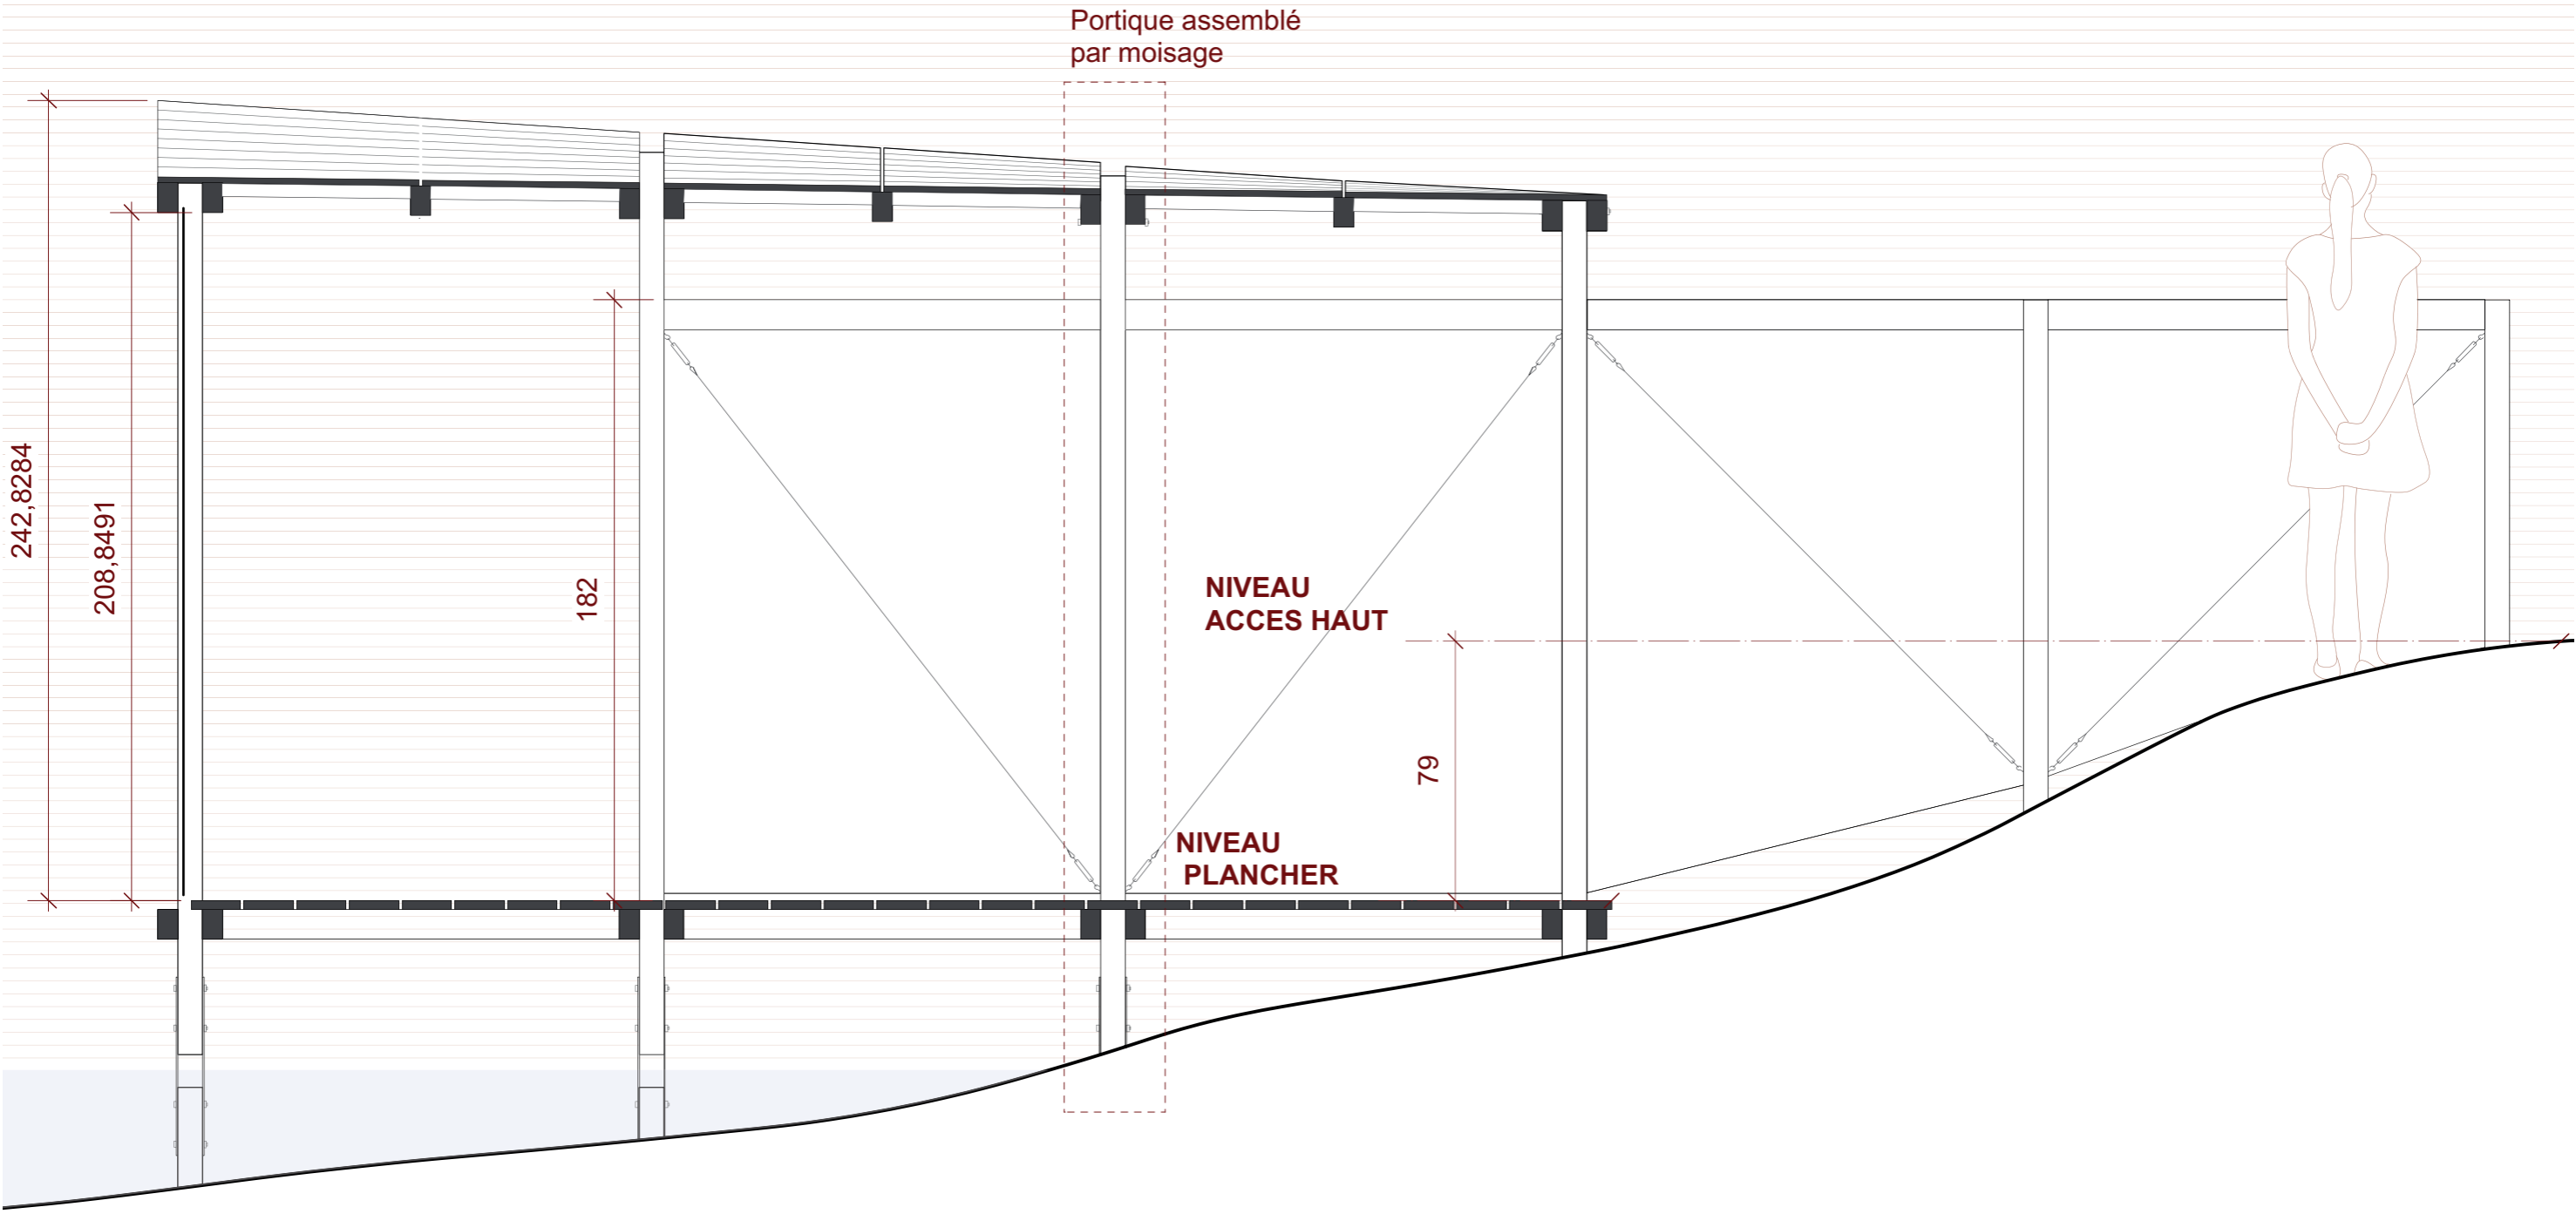 Portique assemblé
par moisage
242,8284
208,8491
182
NIVEAU
ACCES HAUT
79
NIVEAU
PLANCHER